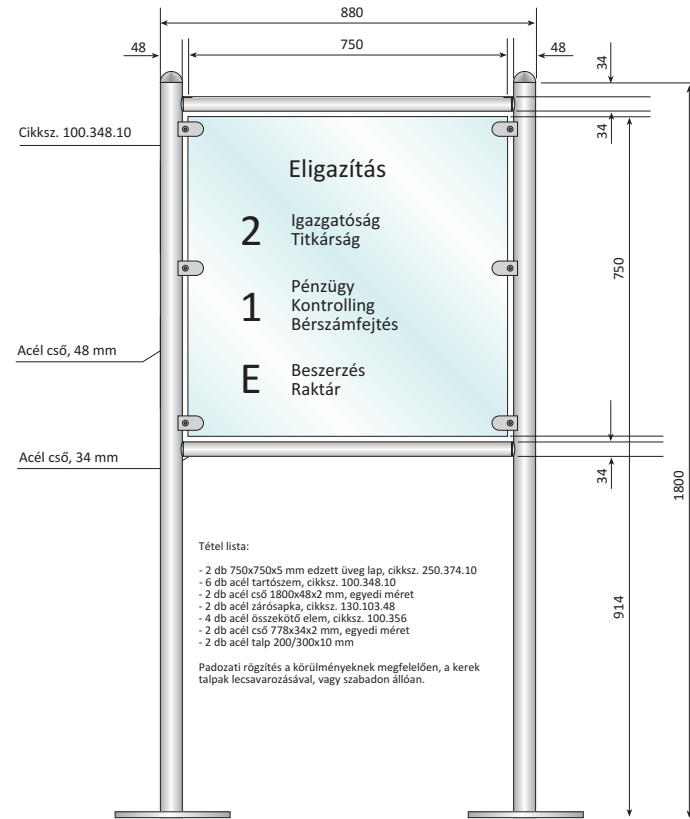 880
48
750
48
34
Cikksz. 100.348.10
34
Eligazítás
2
Igazgatóság
Titkárság
750
1
Pénzügy
Kontrolling
Bérszámfejtés
Acél cső, 48 mm
E
Beszerzés
Raktár
Acél cső, 34 mm
34
1800
Tétel lista:
- 2 db 750x750x5 mm edzett üveg lap, cikksz. 250.374.10
- 6 db acél tartószem, cikksz. 100.348.10
- 2 db acél cső 1800x48x2 mm, egyedi méret
- 2 db acél zárósapka, cikksz. 130.103.48
- 4 db acél összekötő elem, cikksz. 100.356
- 2 db acél cső 778x34x2 mm, egyedi méret
- 2 db acél talp 200/300x10 mm
914
Padozati rögzítés a körülményeknek megfelelően, a kerek
talpak lecsavarozásával, vagy szabadon állóan.